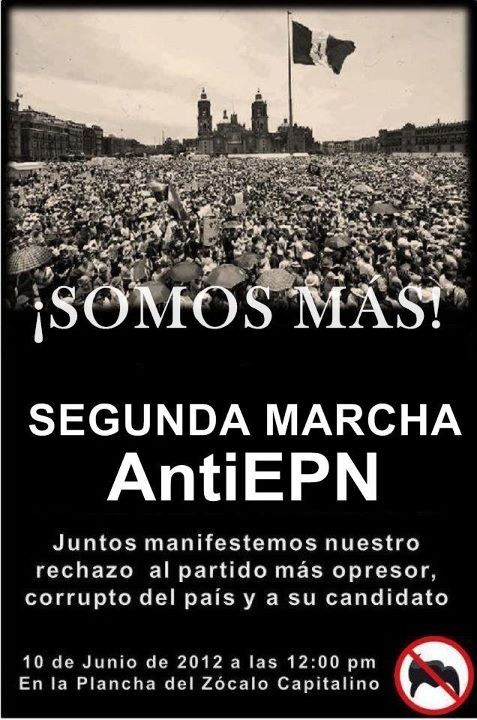 ¡SOMOS MÁS!
SEGUNDA MARCHA
AntiEPN
Juntos manifestemos nuestro
rechazo al partido más opresor,
corrupto del país y a su candidato
10 de Junio de 2012 a las 12:00 pm
En la Plancha del Zócalo Capitalino